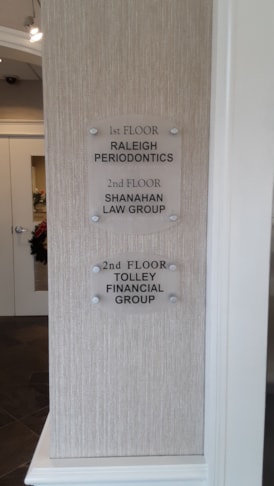 1st FLOOR
RALEIGH
PERIODONTICS
2nd FLOOR
SHANAHAN
LAW GROUP
2nd FLOOR
TOLLEY
FINANCIAL
GROUP